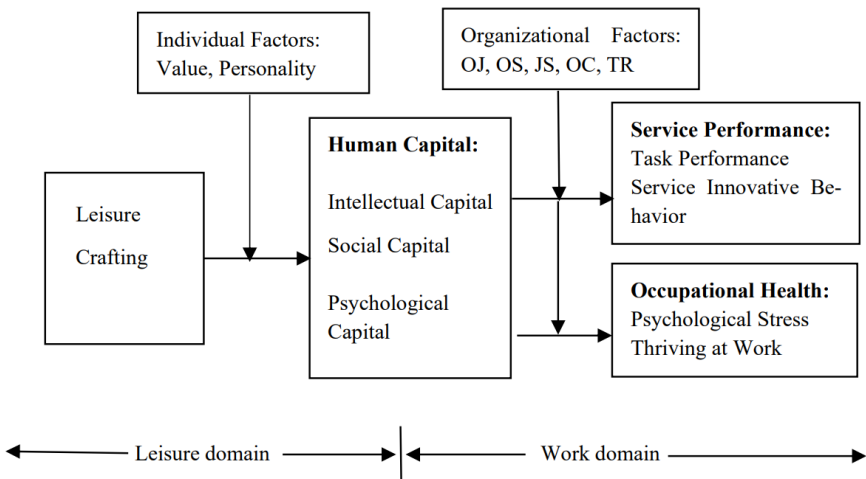 Individual Factors:
Value, Personality
Organizational Factors:
OJ, OS, JS, OC, TR
Leisure
Crafting
Human Capital:
Intellectual Capital
Social Capital
Psychological
Capital
Service Performance:
Task Performance
Service Innovative Be-
havior
Occupational Health:
Psychological Stress
Thriving at Work
Leisure domain
Work domain